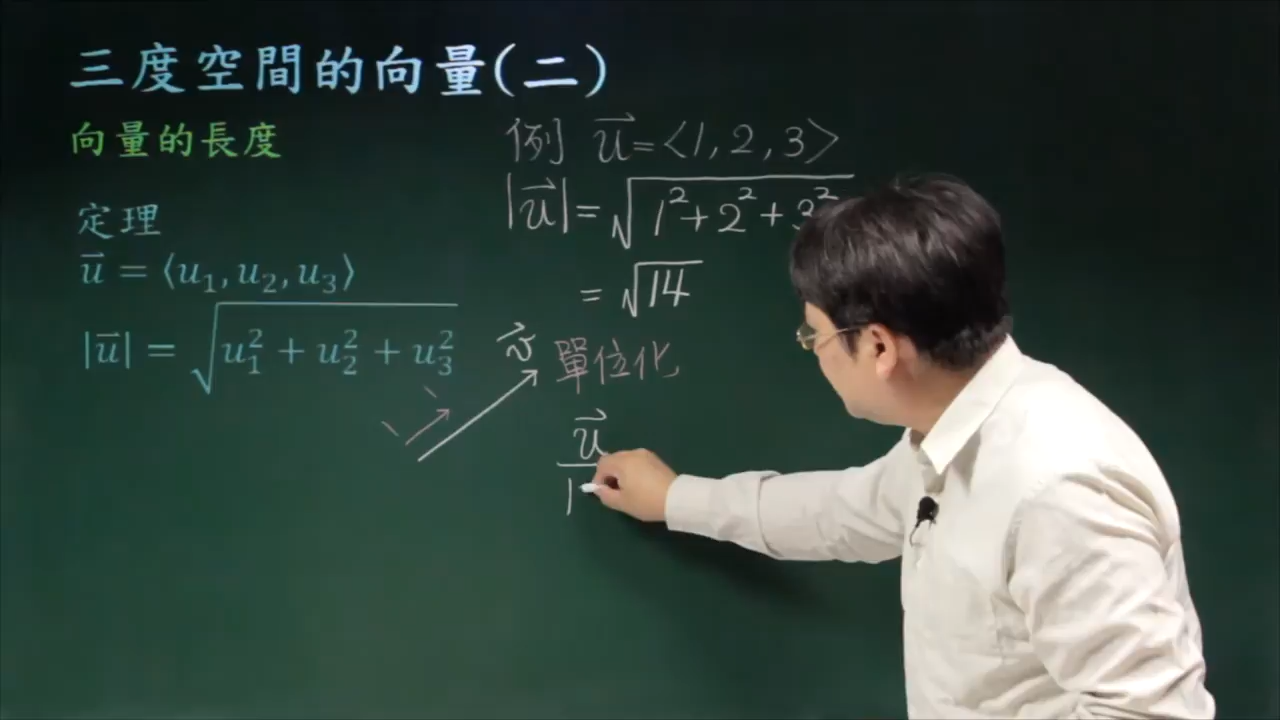 三度空間的向量(二)
向量的長度
定理
u⃗ = ⟨u₁, u₂, u₃⟩
|u⃗| = √(u₁² + u₂² + u₃²)
例 u⃗=<1,2,3>
|u⃗|=√(1²+2²+3²)
=√14
v⃗
單位化
u⃗
|